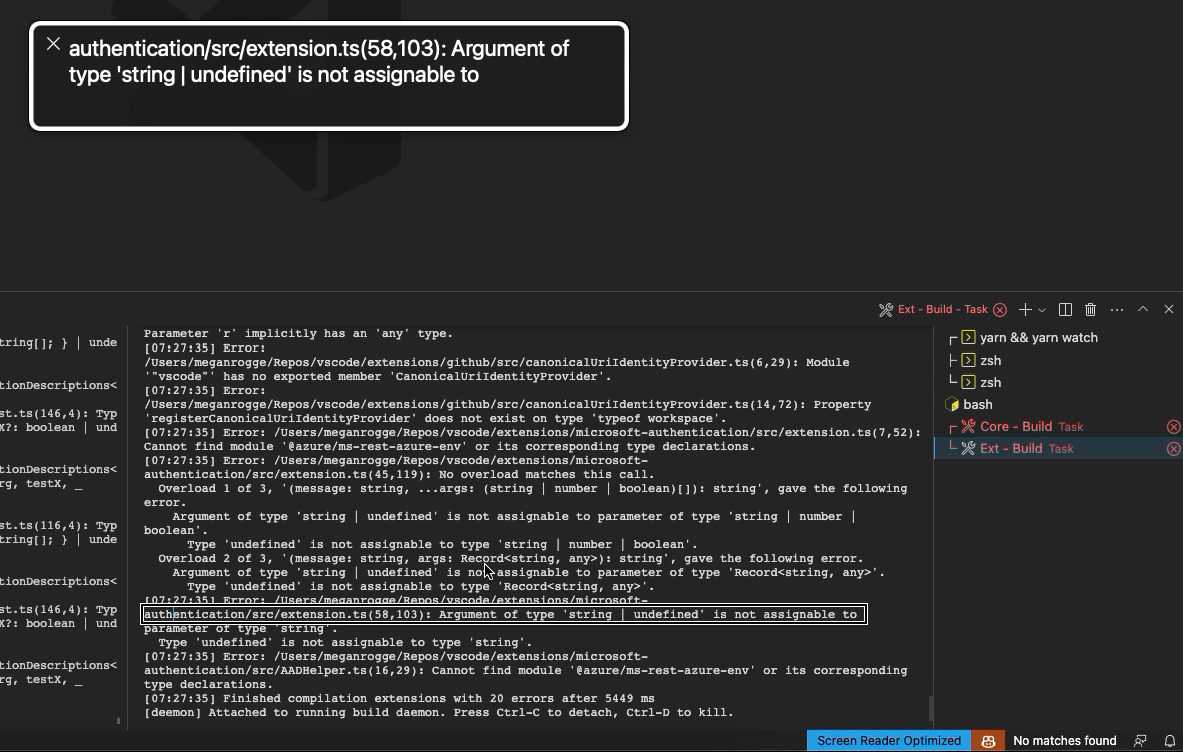 authentication/src/extension.ts(58,103): Argument of
type 'string | undefined' is not assignable to
Ext - Build - Task
tring[]; } | unde
tionDescriptions<
st.ts(146,4): Typ
X?: boolean | und
tionDescriptions<
rg, testX, _
st.ts(116,4): Typ
tring[]; } | unde
tionDescriptions<
st.ts(146,4): Typ
X?: boolean | und
tionDescriptions<
rg, testX, _
Parameter 'r' implicitly has an 'any' type.
[07:27:35] Error:
/Users/meganrogge/Repos/vscode/extensions/github/src/canonicalUriIdentityProvider.ts(6,29): Module
'"vscode"' has no exported member 'CanonicalUriIdentityProvider'.
[07:27:35] Error:
/Users/meganrogge/Repos/vscode/extensions/github/src/canonicalUriIdentityProvider.ts(14,72): Property
'registerCanonicalUriIdentityProvider' does not exist on type 'typeof workspace'.
[07:27:35] Error: /Users/meganrogge/Repos/vscode/extensions/microsoft-authentication/src/extension.ts(7,52):
Cannot find module '@azure/ms-rest-azure-env' or its corresponding type declarations.
[07:27:35] Error: /Users/meganrogge/Repos/vscode/extensions/microsoft-
authentication/src/extension.ts(45,119): No overload matches this call.
Overload 1 of 3, '(message: string, ...args: (string | number | boolean)[]): string', gave the following
error.
Argument of type 'string | undefined' is not assignable to parameter of type 'string | number |
boolean'.
Type 'undefined' is not assignable to type 'string | number | boolean'.
Overload 2 of 3, '(message: string, args: Record<string, any>): string', gave the following error.
Argument of type 'string | undefined' is not assignable to parameter of type 'Record<string, any>'.
Type 'undefined' is not assignable to type 'Record<string, any>'.
[07:27:35] Error: /Users/meganrogge/Repos/vscode/extensions/microsoft-
authentication/src/extension.ts(58,103): Argument of type 'string | undefined' is not assignable to
parameter of type 'string'.
Type 'undefined' is not assignable to type 'string'.
[07:27:35] Error: /Users/meganrogge/Repos/vscode/extensions/microsoft-
authentication/src/AADHelper.ts(16,29): Cannot find module '@azure/ms-rest-azure-env' or its corresponding
type declarations.
[07:27:35] Finished compilation extensions with 20 errors after 5449 ms
[deemon] Attached to running build daemon. Press Ctrl-C to detach, Ctrl-D to kill.
yarn && yarn watch
zsh
zsh
bash
Core - Build Task
Ext - Build Task
Screen Reader Optimized
No matches found